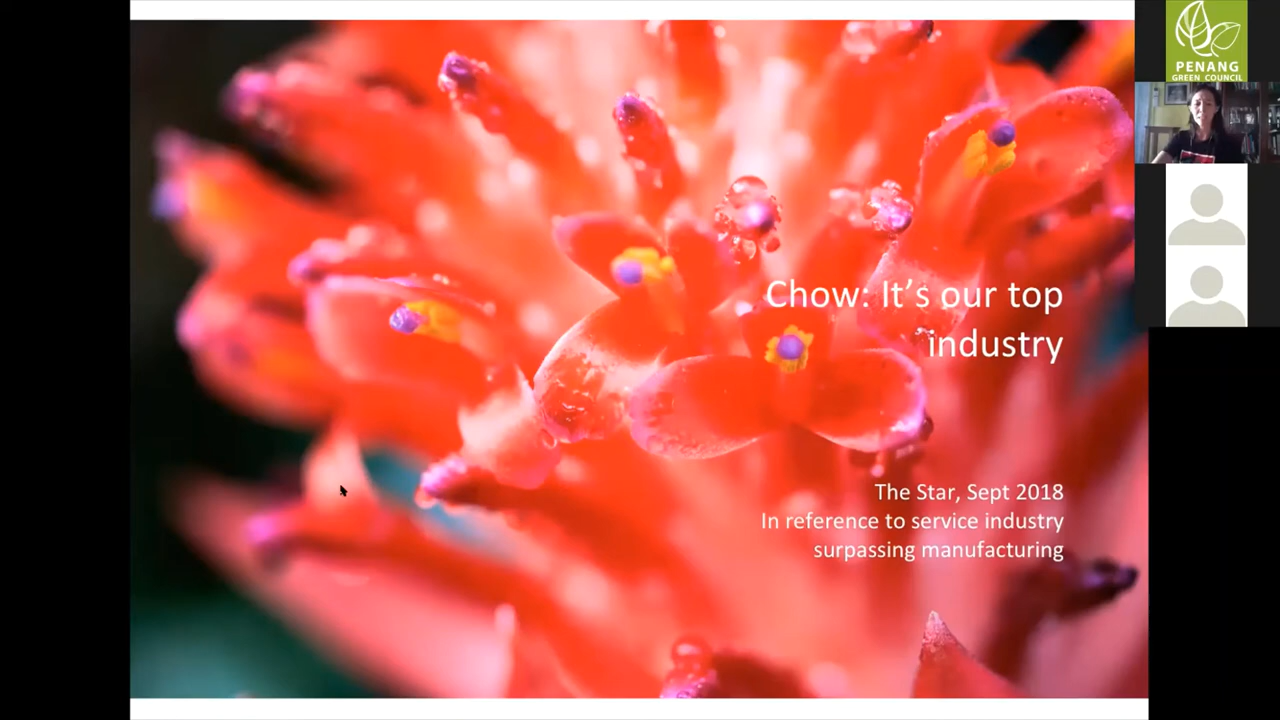 Chow: It's our top
industry
The Star, Sept 2018
In reference to service industry
surpassing manufacturing
PENANG
GREEN COUNCIL